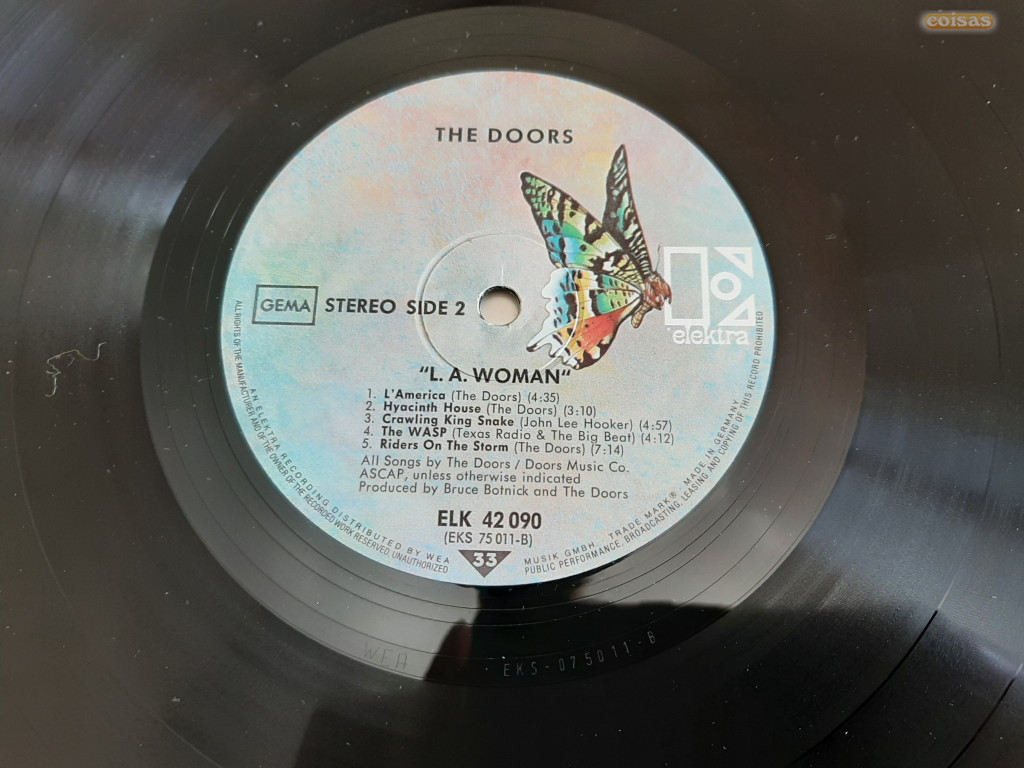 coisas
THE DOORS
elektra
GEMA STEREO SIDE 2
"L. A. WOMAN"
1. L'America (The Doors) (4:35)
2. Hyacinth House (The Doors) (3:10)
3. Crawling King Snake (John Lee Hooker) (4:57)
4. The WASP (Texas Radio & The Big Beat) (4:12)
5. Riders On The Storm (The Doors) (7:14)
All Songs by The Doors / Doors Music Co.
ASCAP, unless otherwise indicated
Produced by Bruce Botnick and The Doors
ELK 42 090
(EKS 75 011-B)
33
AN ELEKTRA RECORDING DISTRIBUTED BY WEA MUSIK GMBH. TRADE MARK ® MADE IN GERMANY
ALL RIGHTS OF THE MANUFACTURER AND OF THE OWNER OF THE RECORDED WORK RESERVED. UNAUTHORIZED PUBLIC PERFORMANCE, BROADCASTING, LEASING AND COPYING OF THIS RECORD PROHIBITED
WEA
EKS-075011-B